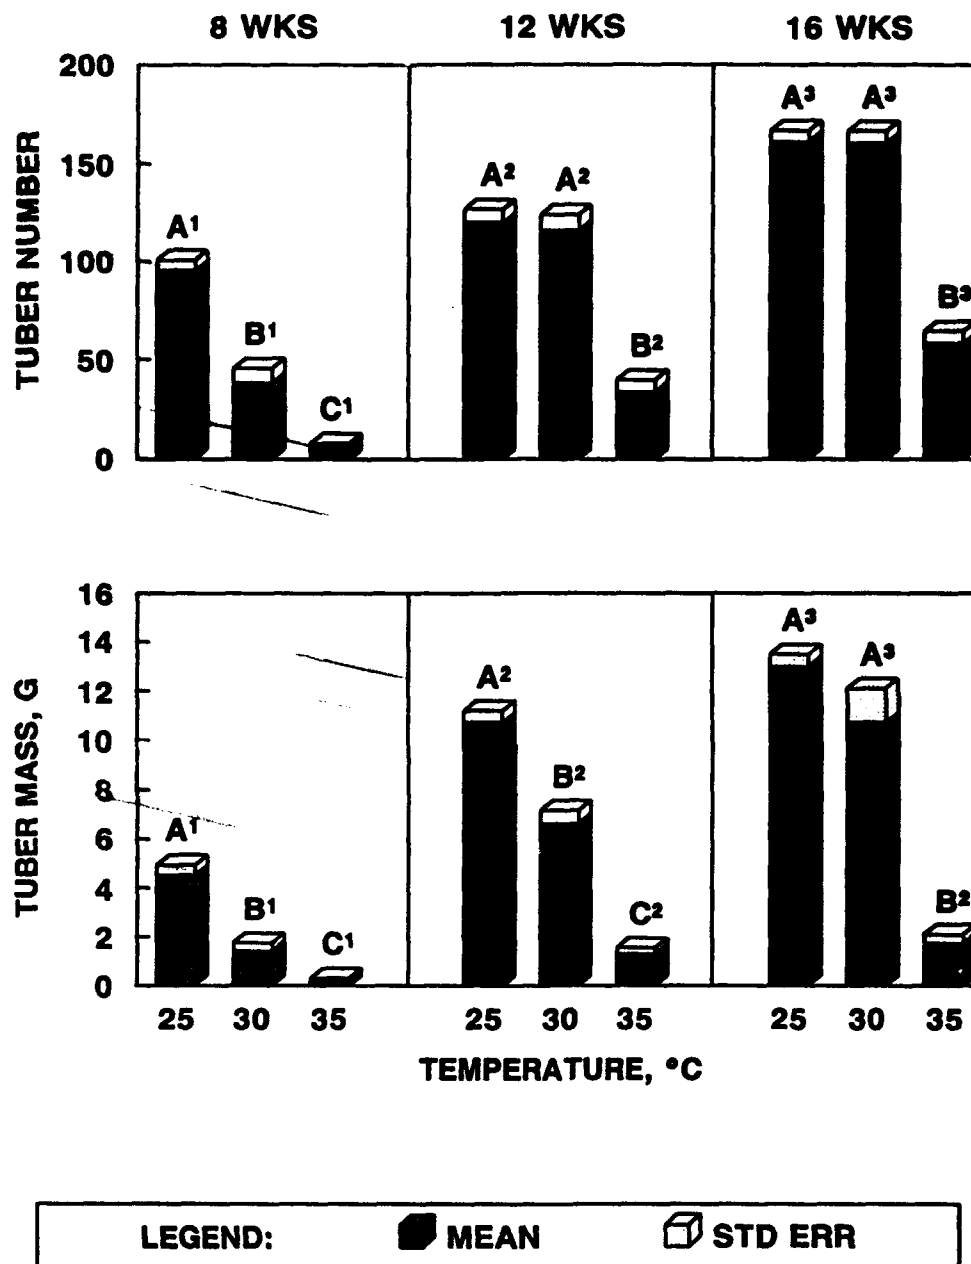 8 WKS 12 WKS 16 WKS
TUBER NUMBER
200
150
100
50
0
A¹ B¹ C¹
A² A² B²
A³ A³ B³
TUBER MASS, G
16
14
12
10
8
6
4
2
0
A¹ B¹ C¹
A² B² C²
A³ A³ B²
25 30 35 25 30 35 25 30 35
TEMPERATURE, °C
LEGEND: MEAN STD ERR